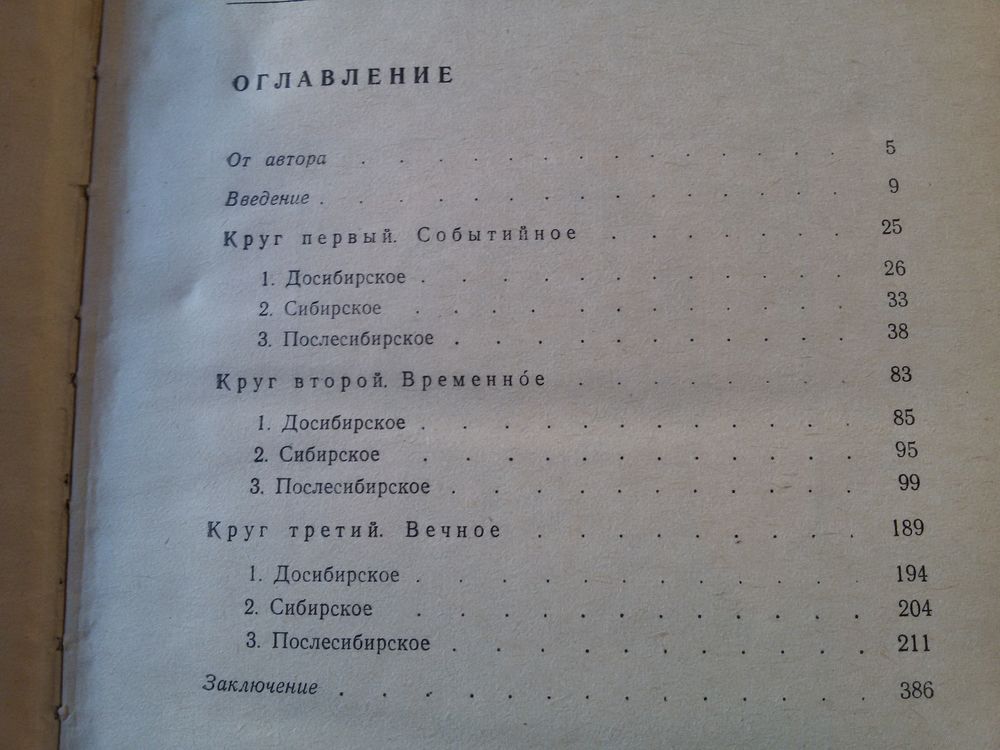 ОГЛАВЛЕНИЕ
От автора . . . . . . . . . . . . . 5
Введение . . . . . . . . . . . . . 9
Круг первый. Событийное . . . . . . . 25
1. Досибирское . . . . . . . . . . . 26
2. Сибирское . . . . . . . . . . . 33
3. Послесибирское . . . . . . . . . . 38
Круг второй. Временно́е . . . . . . . 83
1. Досибирское . . . . . . . . . . . 85
2. Сибирское . . . . . . . . . . . 95
3. Послесибирское . . . . . . . . . . 99
Круг третий. Вечное . . . . . . . . 189
1. Досибирское . . . . . . . . . . 194
2. Сибирское . . . . . . . . . . . 204
3. Послесибирское . . . . . . . . . . 211
Заключение . . . . . . . . . . . . . 386